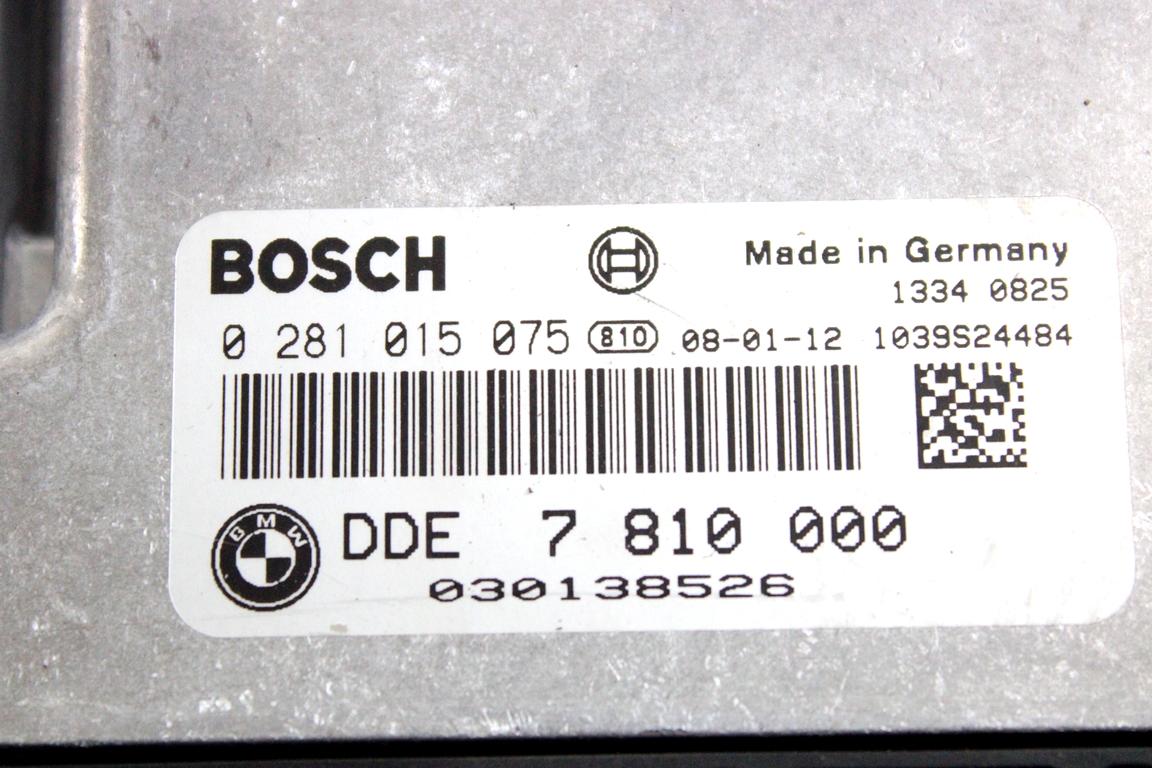 BOSCH Made in Germany
1334 0825
0 281 015 075 810 08-01-12 1039S24484
BMW DDE 7 810 000
030138526